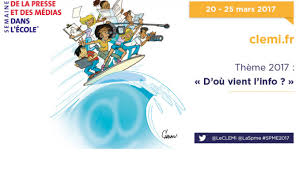 SEMAINE
DE LA PRESSE
ET DES MÉDIAS
DANS
L'ÉCOLE
20 - 25 mars 2017
clemi.fr
Thème 2017 :
« D'où vient l'info ? »
@LeCLEMI @LaSpme #SPME2017
@